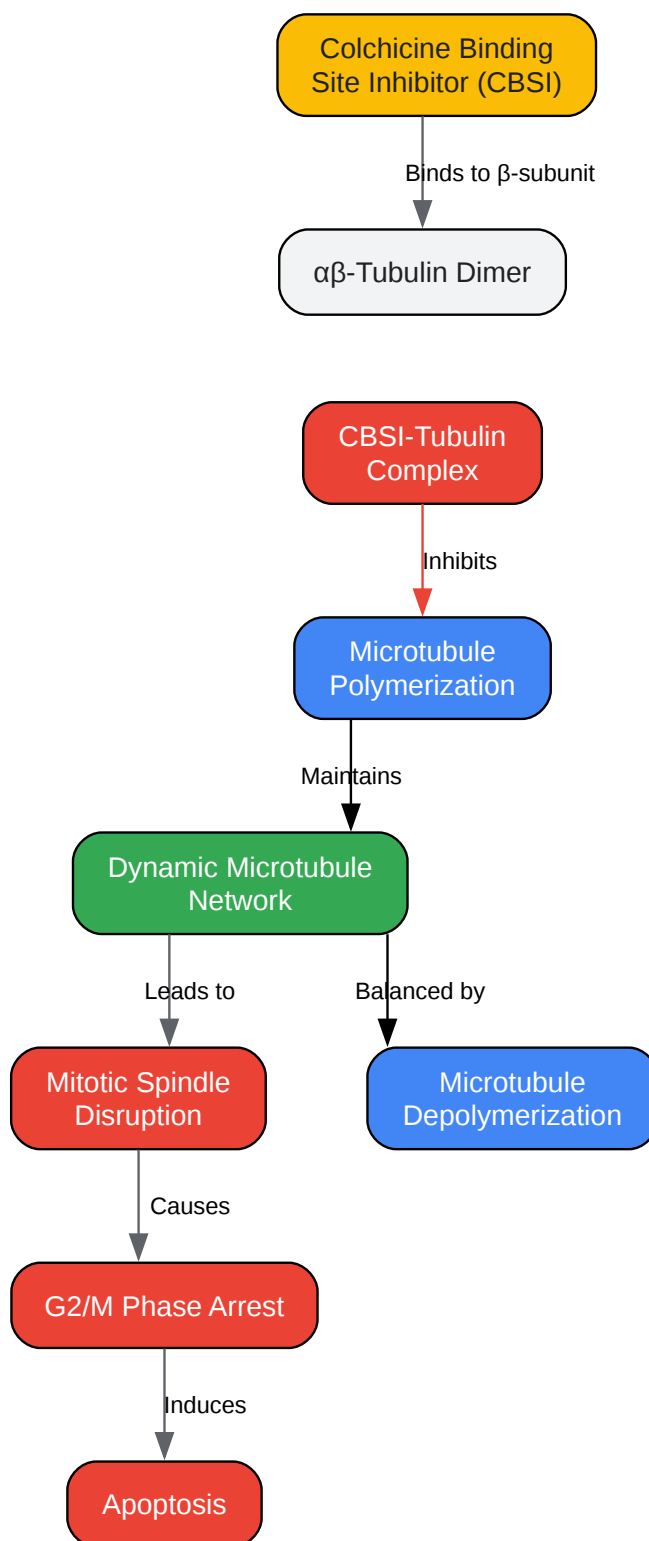 Colchicine Binding
Site Inhibitor (CBSI)
Binds to β-subunit
αβ-Tubulin Dimer
CBSI-Tubulin
Complex
Inhibits
Microtubule
Polymerization
Maintains
Dynamic Microtubule
Network
Leads to
Balanced by
Mitotic Spindle
Disruption
Microtubule
Depolymerization
Causes
G2/M Phase Arrest
Induces
Apoptosis